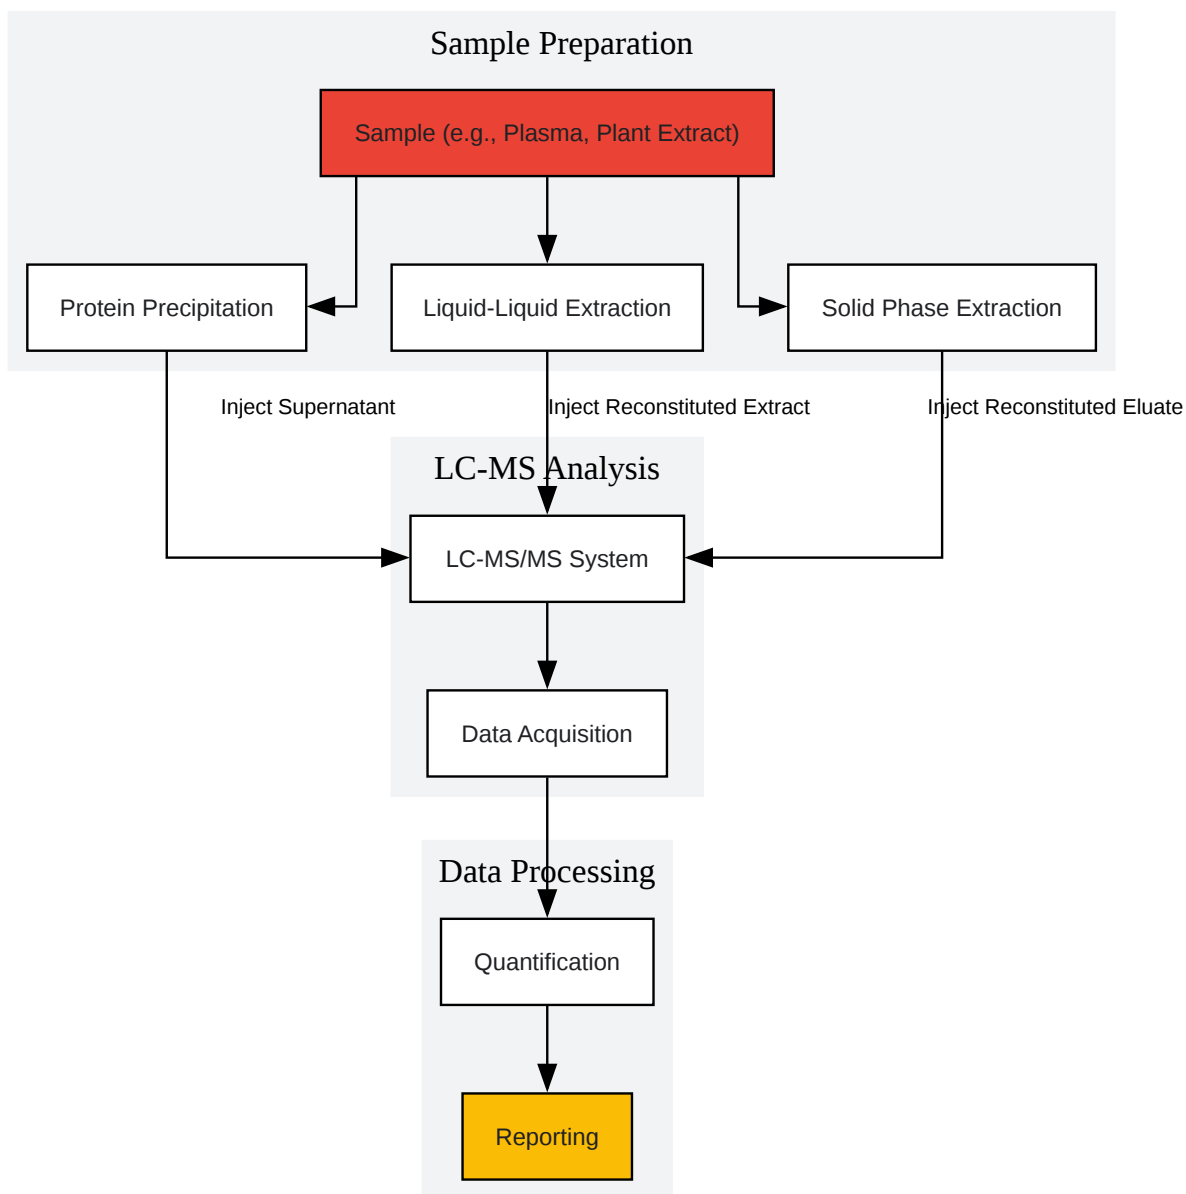 Sample Preparation
Sample (e.g., Plasma, Plant Extract)
Protein Precipitation
Liquid-Liquid Extraction
Solid Phase Extraction
Inject Supernatant
Inject Reconstituted Extract
Inject Reconstituted Eluate
LC-MS Analysis
LC-MS/MS System
Data Acquisition
Data Processing
Quantification
Reporting